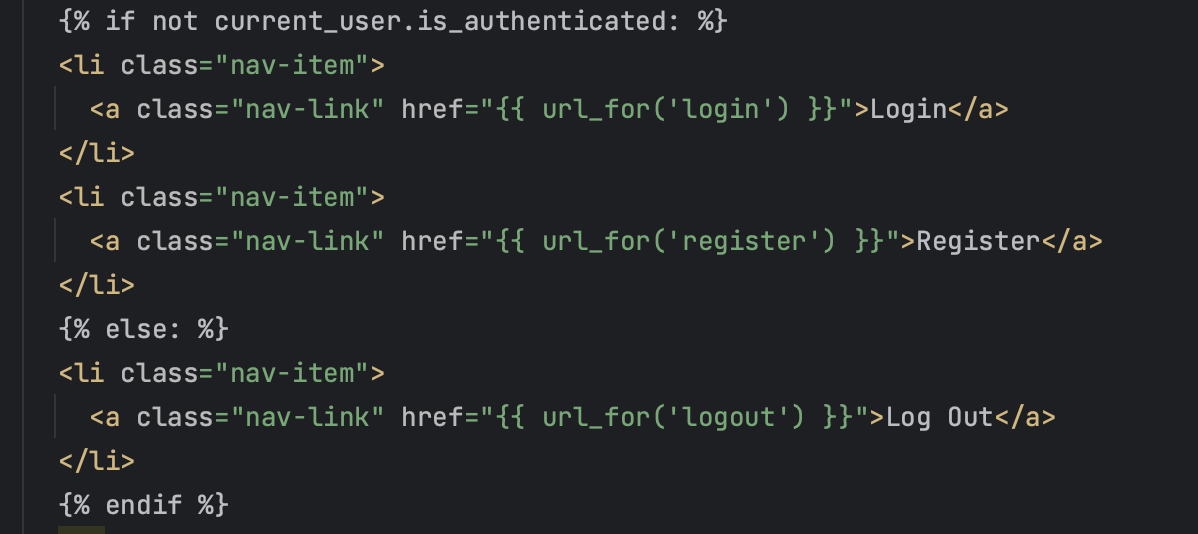 {% if not current_user.is_authenticated: %}
<li class="nav-item">
  <a class="nav-link" href="{{ url_for('login') }}">Login</a>
</li>
<li class="nav-item">
  <a class="nav-link" href="{{ url_for('register') }}">Register</a>
</li>
{% else: %}
<li class="nav-item">
  <a class="nav-link" href="{{ url_for('logout') }}">Log Out</a>
</li>
{% endif %}